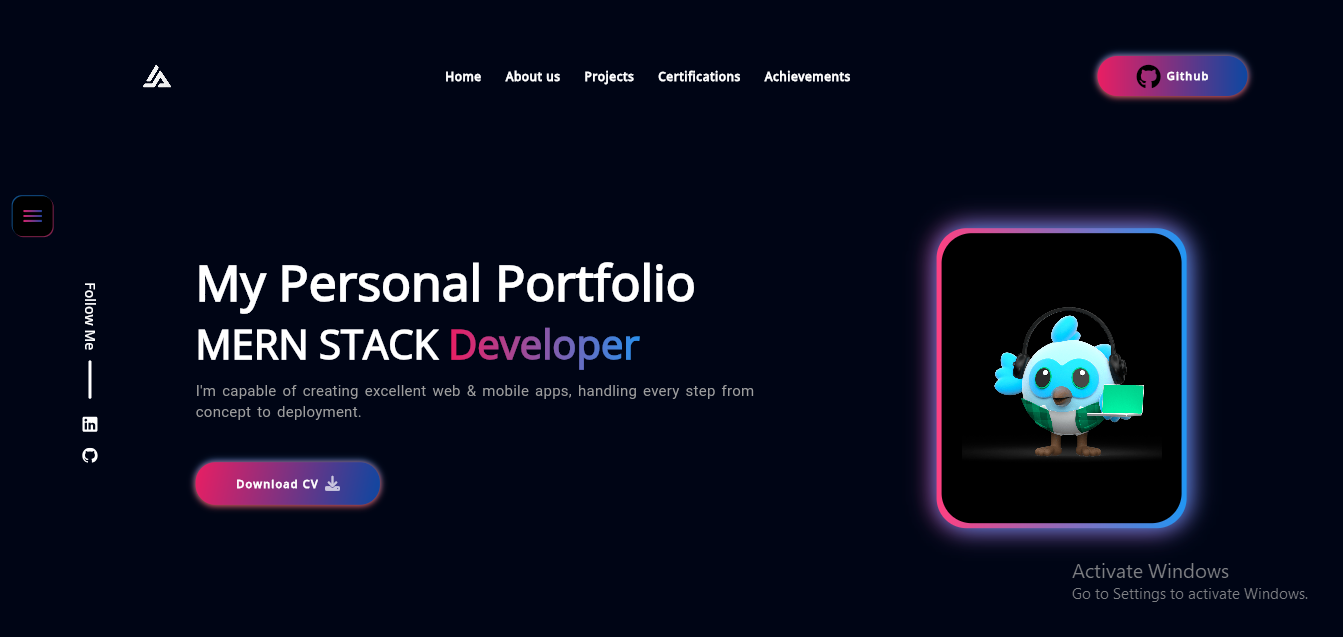 Home About us Projects Certifications Achievements
Github
Follow Me
My Personal Portfolio
MERN STACK Developer
I'm capable of creating excellent web & mobile apps, handling every step from
concept to deployment.
Download CV
Activate Windows
Go to Settings to activate Windows.